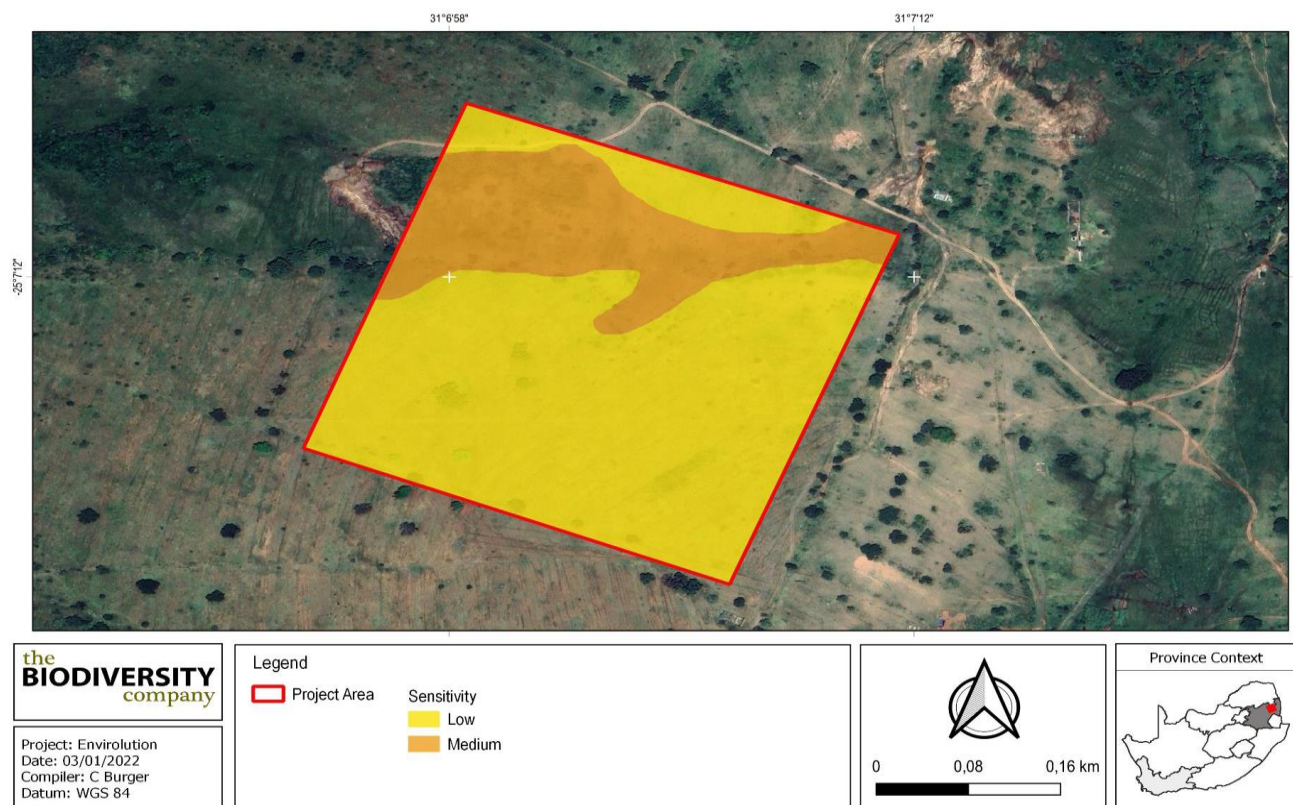 31°6'58"
31°7'12"
-25°7'12"
the
BIODIVERSITY
company
Project: Envirolution
Date: 03/01/2022
Compiler: C Burger
Datum: WGS 84
Legend
Project Area
Sensitivity
Low
Medium
0 0,08 0,16 km
Province Context